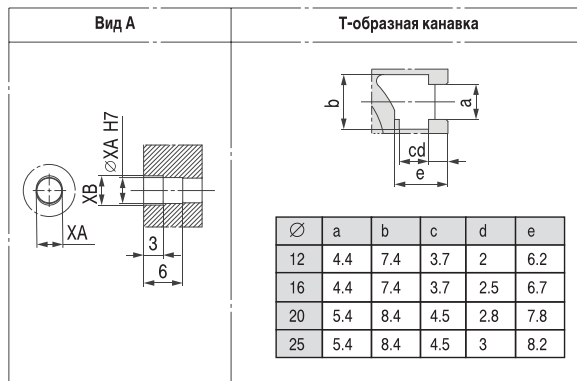 Вид A
Т-образная канавка
b
a
cd
e
ØXA H7
XB
XA
3
6
Ø a b c d e
12 4.4 7.4 3.7 2 6.2
16 4.4 7.4 3.7 2.5 6.7
20 5.4 8.4 4.5 2.8 7.8
25 5.4 8.4 4.5 3 8.2